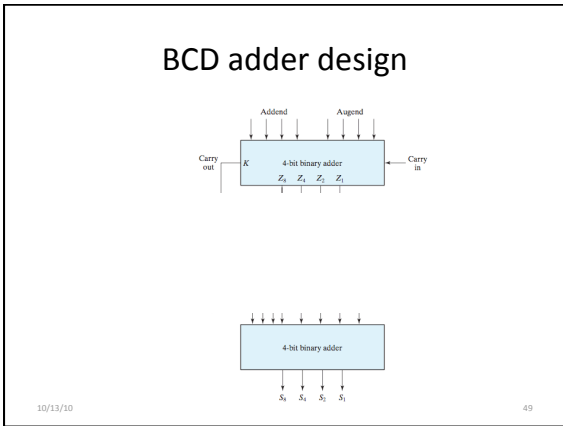 BCD adder design
Addend Augend
Carry out
K
4-bit binary adder
Carry in
Z8 Z4 Z2 Z1
4-bit binary adder
S8 S4 S2 S1
10/13/10
49